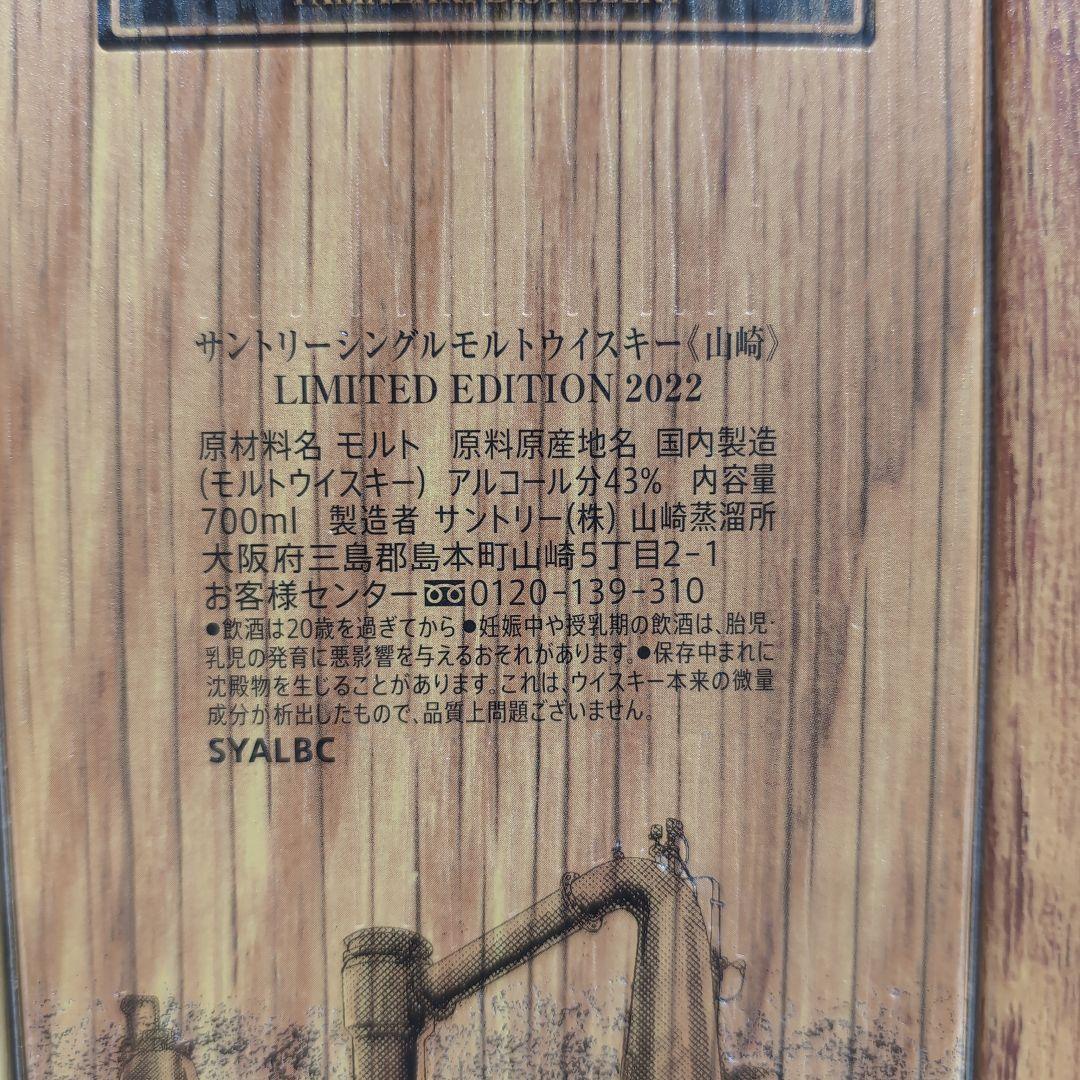 YAMAZAKI DISTILLERY
サントリーシングルモルトウイスキー《山崎》
LIMITED EDITION 2022
原材料名 モルト　原料原産地名 国内製造
(モルトウイスキー)　アルコール分43%　内容量
700ml　製造者 サントリー(株) 山崎蒸溜所
大阪府三島郡島本町山崎5丁目2-1
お客様センター 0120-139-310
●飲酒は20歳を過ぎてから●妊娠中や授乳期の飲酒は、胎児・
乳児の発育に悪影響を与えるおそれがあります。●保存中まれに
沈殿物を生じることがあります。これは、ウイスキー本来の微量
成分が析出したもので、品質上問題ございません。
SYALBC